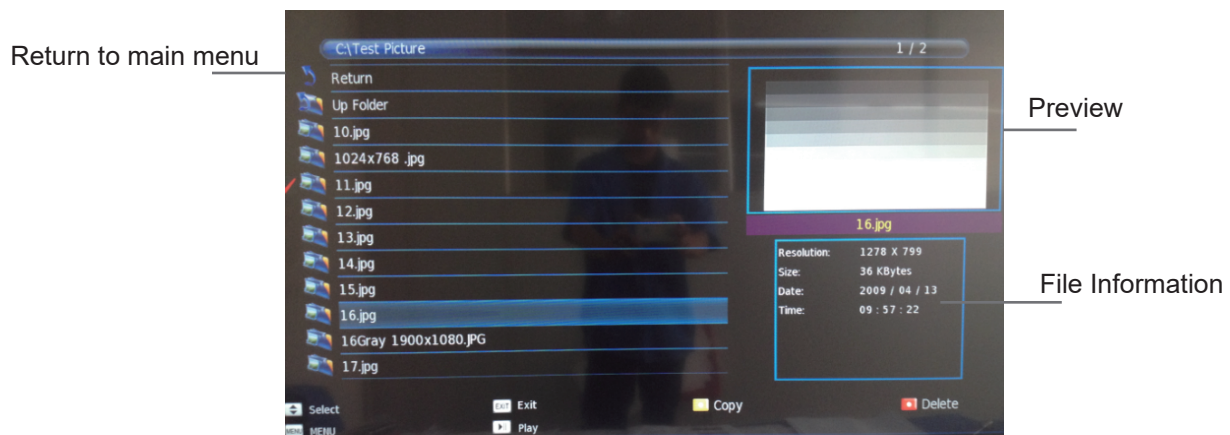 Return to main menu
C:\Test Picture 1 / 2
Return
Up Folder
10.jpg
1024x768 .jpg
11.jpg
12.jpg
13.jpg
14.jpg
15.jpg
16.jpg
16Gray 1900x1080.JPG
17.jpg
Preview
16.jpg
Resolution: 1278 X 799
Size: 36 KBytes
Date: 2009 / 04 / 13
Time: 09 : 57 : 22
File Information
Select EXIT Exit Copy Delete
MENU MENU Play